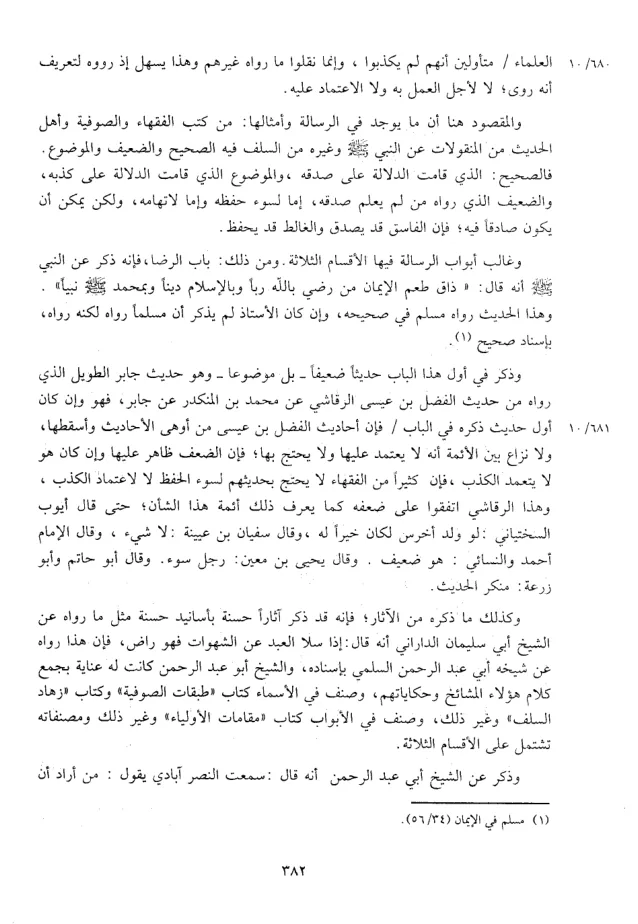 ١٠/٦٨٠ العلماء / متأولين أنهم لم يكذبوا ، وإنما نقلوا ما رواه غيرهم وهذا يسهل إذ رووه لتعريف
أنه روى؛ لا لأجل العمل به ولا الاعتماد عليه.
والمقصود هنا أن ما يوجد في الرسالة وأمثالها: من كتب الفقهاء والصوفية وأهل
الحديث من المنقولات عن النبي ﷺ وغيره من السلف فيه الصحيح والضعيف والموضوع.
فالصحيح: الذي قامت الدلالة على صدقه ،والموضوع الذي قامت الدلالة على كذبه،
والضعيف الذي رواه من لم يعلم صدقه، إما لسوء حفظه وإما لاتهامه، ولكن يمكن أن
يكون صادقاً فيه؛ فإن الفاسق قد يصدق والغالط قد يحفظ.
وغالب أبواب الرسالة فيها الأقسام الثلاثة.ومن ذلك: باب الرضا،فإنه ذكر عن النبي
ﷺ أنه قال: « ذاق طعم الإيمان من رضي باللّه رباً وبالإسلام ديناً وبمحمد ﷺ نبياً» .
وهذا الحديث رواه مسلم في صحيحه، وإن كان الأستاذ لم يذكر أن مسلماً رواه لكنه رواه،
بإسناد صحيح (١).
وذكر في أول هذا الباب حديثاً ضعيفاً ـ بل موضوعا ـ وهو حديث جابر الطويل الذي
رواه من حديث الفضل بن عيسى الرقاشي عن محمد بن المنكدر عن جابر، فهو وإن كان
١٠/٦٨١ أول حديث ذكره في الباب / فإن أحاديث الفضل بن عيسى من أوهى الأحاديث وأسقطها،
ولا نزاع بين الأئمة أنه لا يعتمد عليها ولا يحتج بها؛ فإن الضعف ظاهر عليها وإن كان هو
لا يتعمد الكذب ،فإن كثيراً من الفقهاء لا يحتج بحديثهم لسوء الحفظ لا لاعتماد الكذب ،
وهذا الرقاشي اتفقوا على ضعفه كما يعرف ذلك أئمة هذا الشأن؛ حتى قال أيوب
السختياني :لو ولد أخرس لكان خيراً له ،وقال سفيان بن عيينة :لا شيء ، وقال الإمام
أحمد والنسائي : هو ضعيف . وقال يحيى بن معين: رجل سوء. وقال أبو حاتم وأبو
زرعة: منكر الحديث.
وكذلك ما ذكره من الآثار؛ فإنه قد ذكر آثاراً حسنة بأسانيد حسنة مثل ما رواه عن
الشيخ أبي سليمان الداراني أنه قال:إذا سلا العبد عن الشهوات فهو راض، فإن هذا رواه
عن شيخه أبي عبد الرحمن السلمي بإسناده، والشيخ أبو عبد الرحمن كانت له عناية بجمع
كلام هؤلاء المشائخ وحكاياتهم، وصنف في الأسماء كتاب «طبقات الصوفية» وكتاب «زهاد
السلف» وغير ذلك، وصنف في الأبواب كتاب «مقامات الأولياء» وغير ذلك ومصنفاته
تشتمل على الأقسام الثلاثة.
وذكر عن الشيخ أبي عبد الرحمن أنه قال :سمعت النصر آبادي يقول : من أراد أن
(١) مسلم في الإيمان (٥٦/٣٤).
٣٨٢